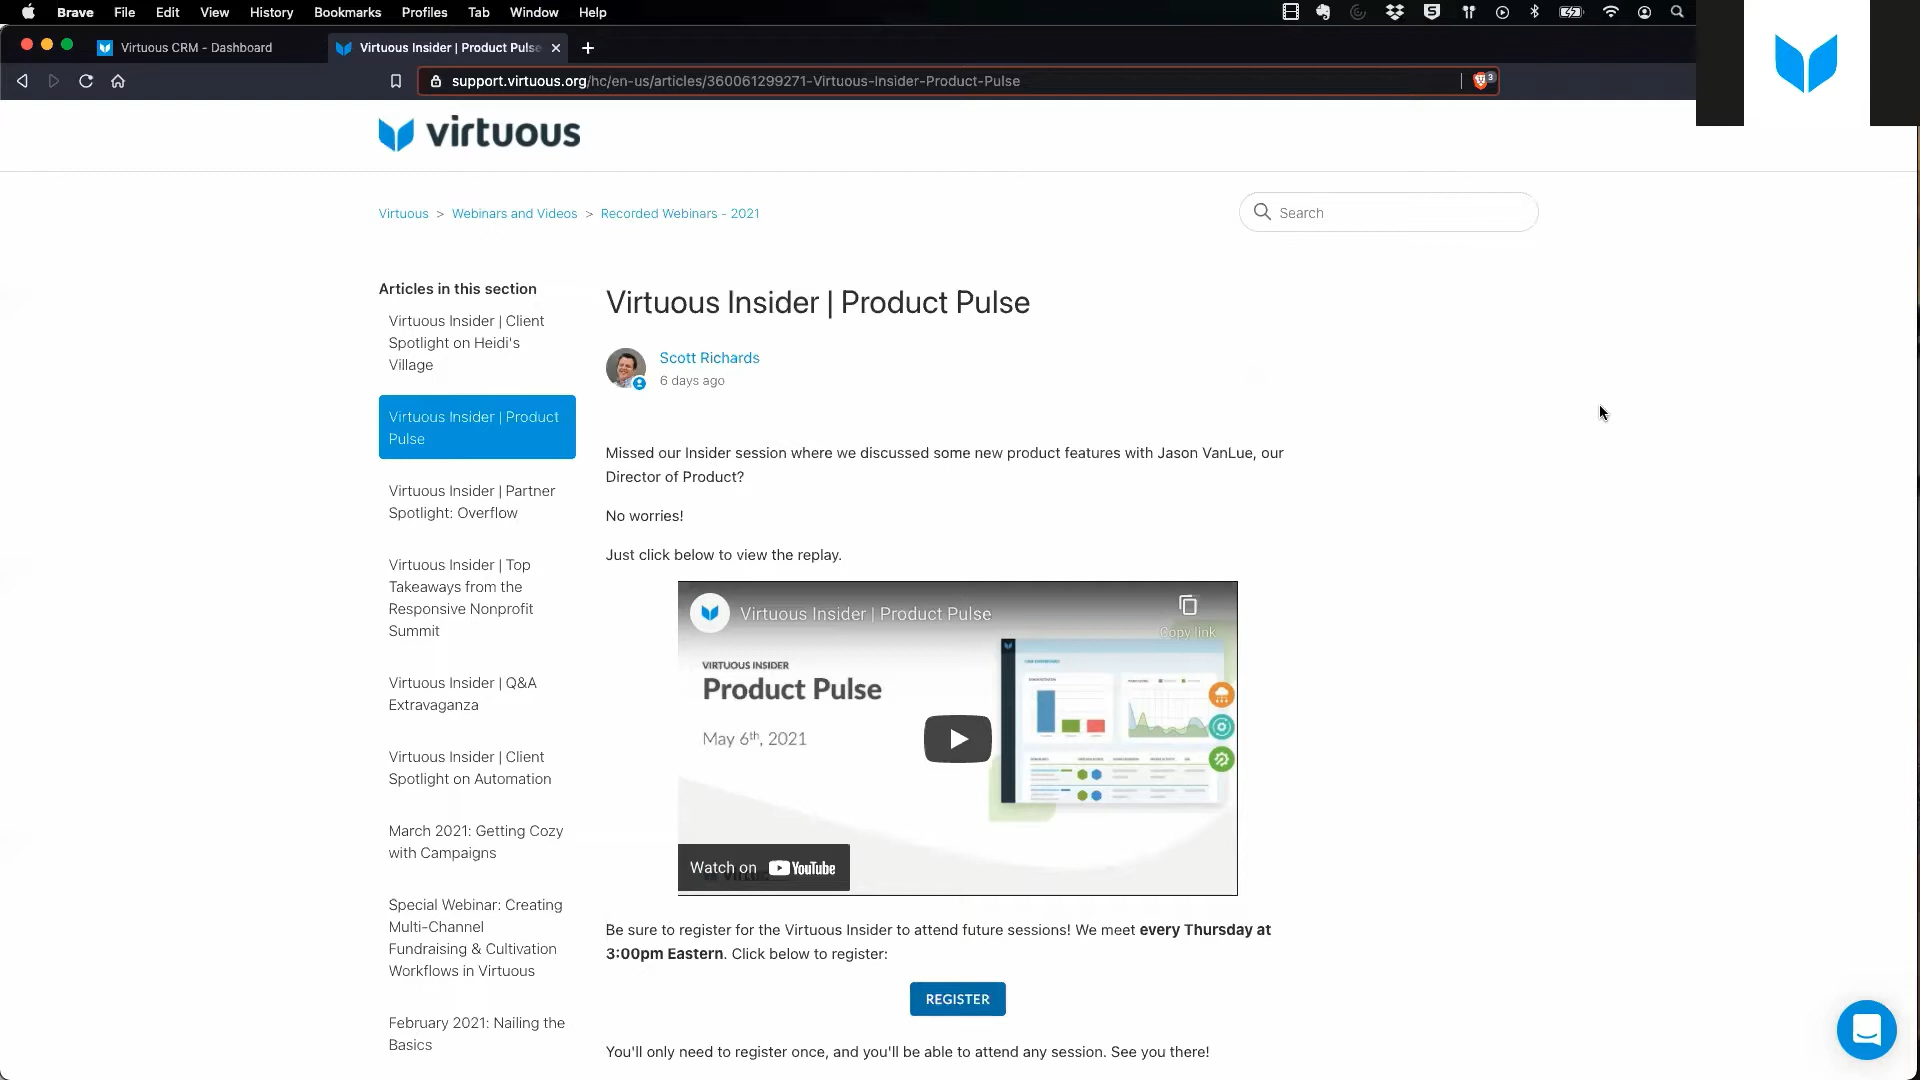 Brave File Edit View History Bookmarks Profiles Tab Window Help
Virtuous CRM - Dashboard
Virtuous Insider | Product Pulse
support.virtuous.org/hc/en-us/articles/360061299271-Virtuous-Insider-Product-Pulse
3
virtuous
Virtuous > Webinars and Videos > Recorded Webinars - 2021
Search
Articles in this section
Virtuous Insider | Client
Spotlight on Heidi's
Village
Virtuous Insider | Product
Pulse
Virtuous Insider | Partner
Spotlight: Overflow
Virtuous Insider | Top
Takeaways from the
Responsive Nonprofit
Summit
Virtuous Insider | Q&A
Extravaganza
Virtuous Insider | Client
Spotlight on Automation
March 2021: Getting Cozy
with Campaigns
Special Webinar: Creating
Multi-Channel
Fundraising & Cultivation
Workflows in Virtuous
February 2021: Nailing the
Basics
Virtuous Insider | Product Pulse
Scott Richards
6 days ago
Missed our Insider session where we discussed some new product features with Jason VanLue, our
Director of Product?
No worries!
Just click below to view the replay.
Virtuous Insider | Product Pulse
Copy link
VIRTUOUS INSIDER
Product Pulse
May 6th, 2021
Watch on YouTube
Be sure to register for the Virtuous Insider to attend future sessions! We meet every Thursday at
3:00pm Eastern. Click below to register:
REGISTER
You'll only need to register once, and you'll be able to attend any session. See you there!